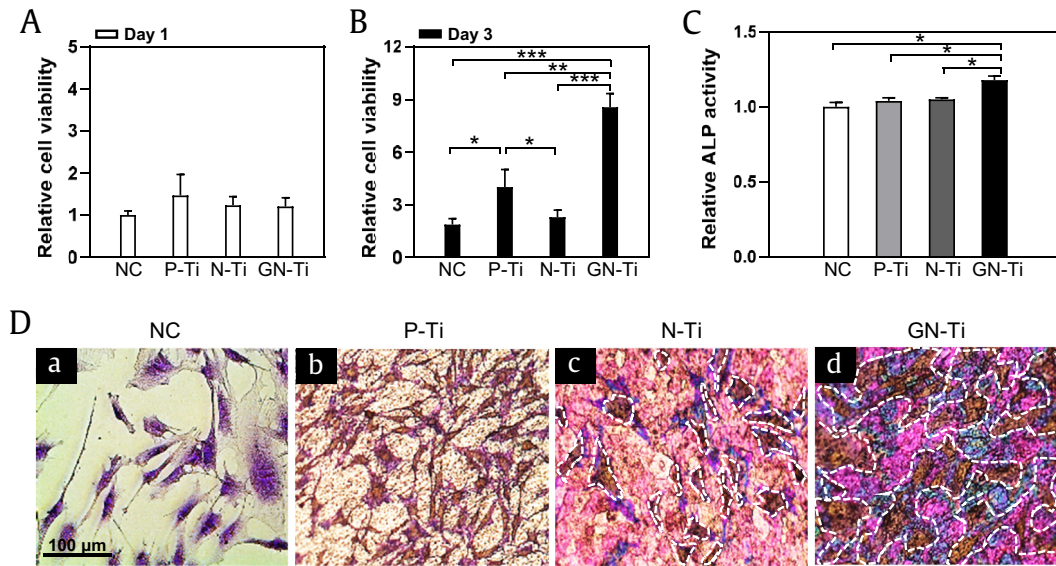 A
Day 1
Relative cell viability
5
4
3
2
1
0
NC P-Ti N-Ti GN-Ti
B
Day 3
Relative cell viability
12
9
6
3
0
***
**
***
* *
NC P-Ti N-Ti GN-Ti
C
Relative ALP activity
1.5
1.0
0.5
0.0
*
*
*
NC P-Ti N-Ti GN-Ti
D
NC P-Ti N-Ti GN-Ti
a b c d
100 µm